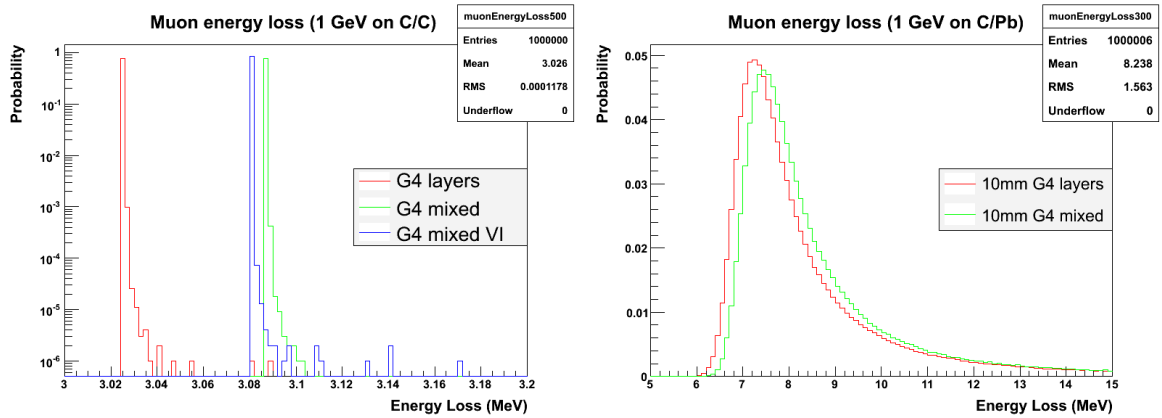 Muon energy loss (1 GeV on C/C)
muonEnergyLoss500
Entries 1000000
Mean 3.026
RMS 0.0001178
Underflow 0
Probability
1
10^-1
10^-2
10^-3
10^-4
10^-5
10^-6
G4 layers
G4 mixed
G4 mixed VI
3 3.02 3.04 3.06 3.08 3.1 3.12 3.14 3.16 3.18 3.2
Energy Loss (MeV)
Muon energy loss (1 GeV on C/Pb)
muonEnergyLoss300
Entries 1000006
Mean 8.238
RMS 1.563
Underflow 0
Probability
0.05
0.04
0.03
0.02
0.01
0
10mm G4 layers
10mm G4 mixed
5 6 7 8 9 10 11 12 13 14 15
Energy Loss (MeV)